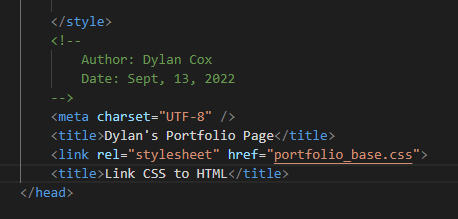 </style>
<!--
Author: Dylan Cox
Date: Sept, 13, 2022
-->
<meta charset="UTF-8" />
<title>Dylan's Portfolio Page</title>
<link rel="stylesheet" href="portfolio_base.css">
<title>Link CSS to HTML</title>
</head>